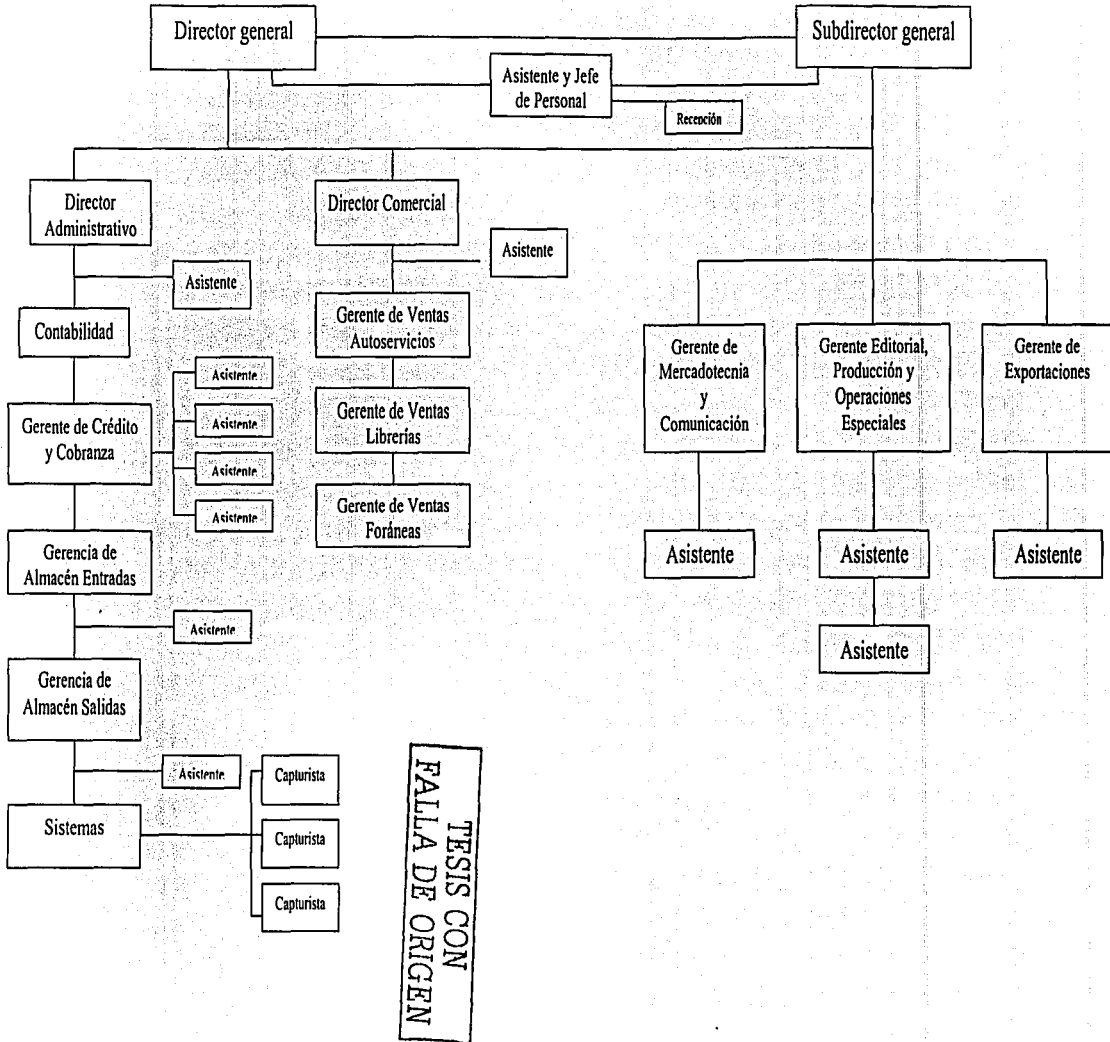 Director general
Subdirector general
Asistente y Jefe
de Personal
Recepción
Director
Administrativo
Director Comercial
Asistente
Asistente
Contabilidad
Gerente de Ventas
Autoservicios
Gerente de
Mercadotecnia
y
Comunicación
Gerente Editorial,
Producción y
Operaciones
Especiales
Gerente de
Exportaciones
Asistente
Asistente
Asistente
Asistente
Gerente de Crédito
y Cobranza
Gerente de Ventas
Librerías
Gerente de Ventas
Foráneas
Gerencia de
Almacén Entradas
Asistente
Asistente
Asistente
Asistente
Asistente
Gerencia de
Almacén Salidas
Asistente
Capturista
Sistemas
Capturista
Capturista
TESIS CON
FALLA DE ORIGEN